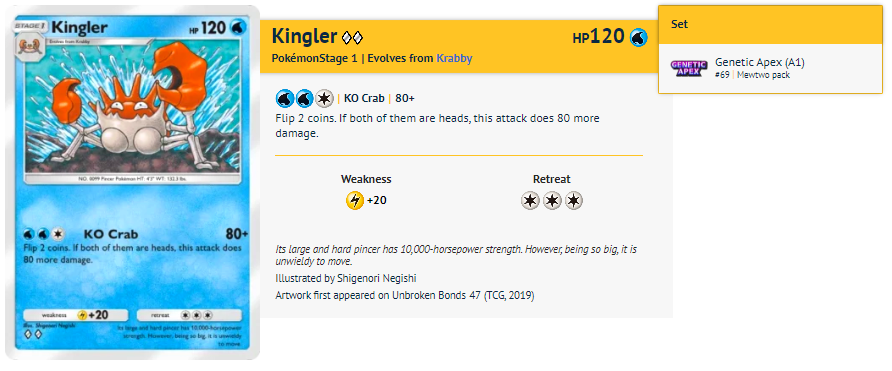 STAGE 1 Kingler HP 120
Evolves from Krabby
NO. 0099 Pincer Pokémon HT: 4'3" WT: 132.3 lbs.
KO Crab 80+
Flip 2 coins. If both of them are heads, this attack does
80 more damage.
weakness +20 retreat
Illus. Shigenori Negishi
Its large and hard pincer has 10,000-horsepower
strength. However, being so big, it is unwieldy
to move.
Kingler HP120
PokémonStage 1 | Evolves from Krabby
| KO Crab | 80+
Flip 2 coins. If both of them are heads, this attack does 80 more
damage.
Weakness Retreat
+20
Its large and hard pincer has 10,000-horsepower strength. However, being so big, it is
unwieldy to move.
Illustrated by Shigenori Negishi
Artwork first appeared on Unbroken Bonds 47 (TCG, 2019)
Set
GENETIC APEX
Genetic Apex (A1)
#69 | Mewtwo pack